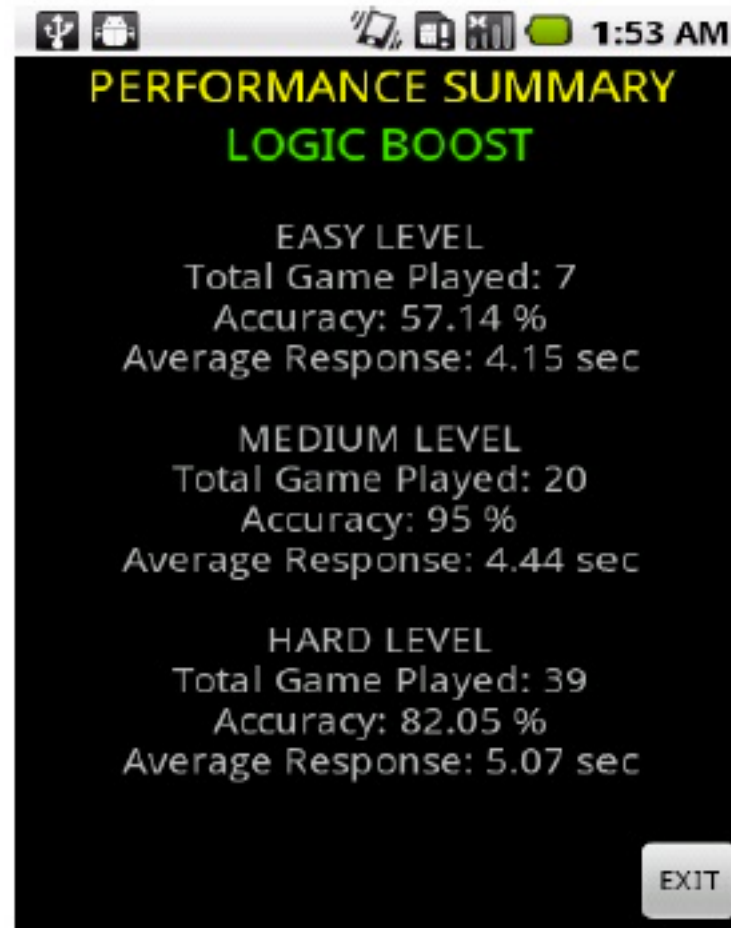 1:53 AM
PERFORMANCE SUMMARY
LOGIC BOOST
EASY LEVEL
Total Game Played: 7
Accuracy: 57.14 %
Average Response: 4.15 sec
MEDIUM LEVEL
Total Game Played: 20
Accuracy: 95 %
Average Response: 4.44 sec
HARD LEVEL
Total Game Played: 39
Accuracy: 82.05 %
Average Response: 5.07 sec
EXIT